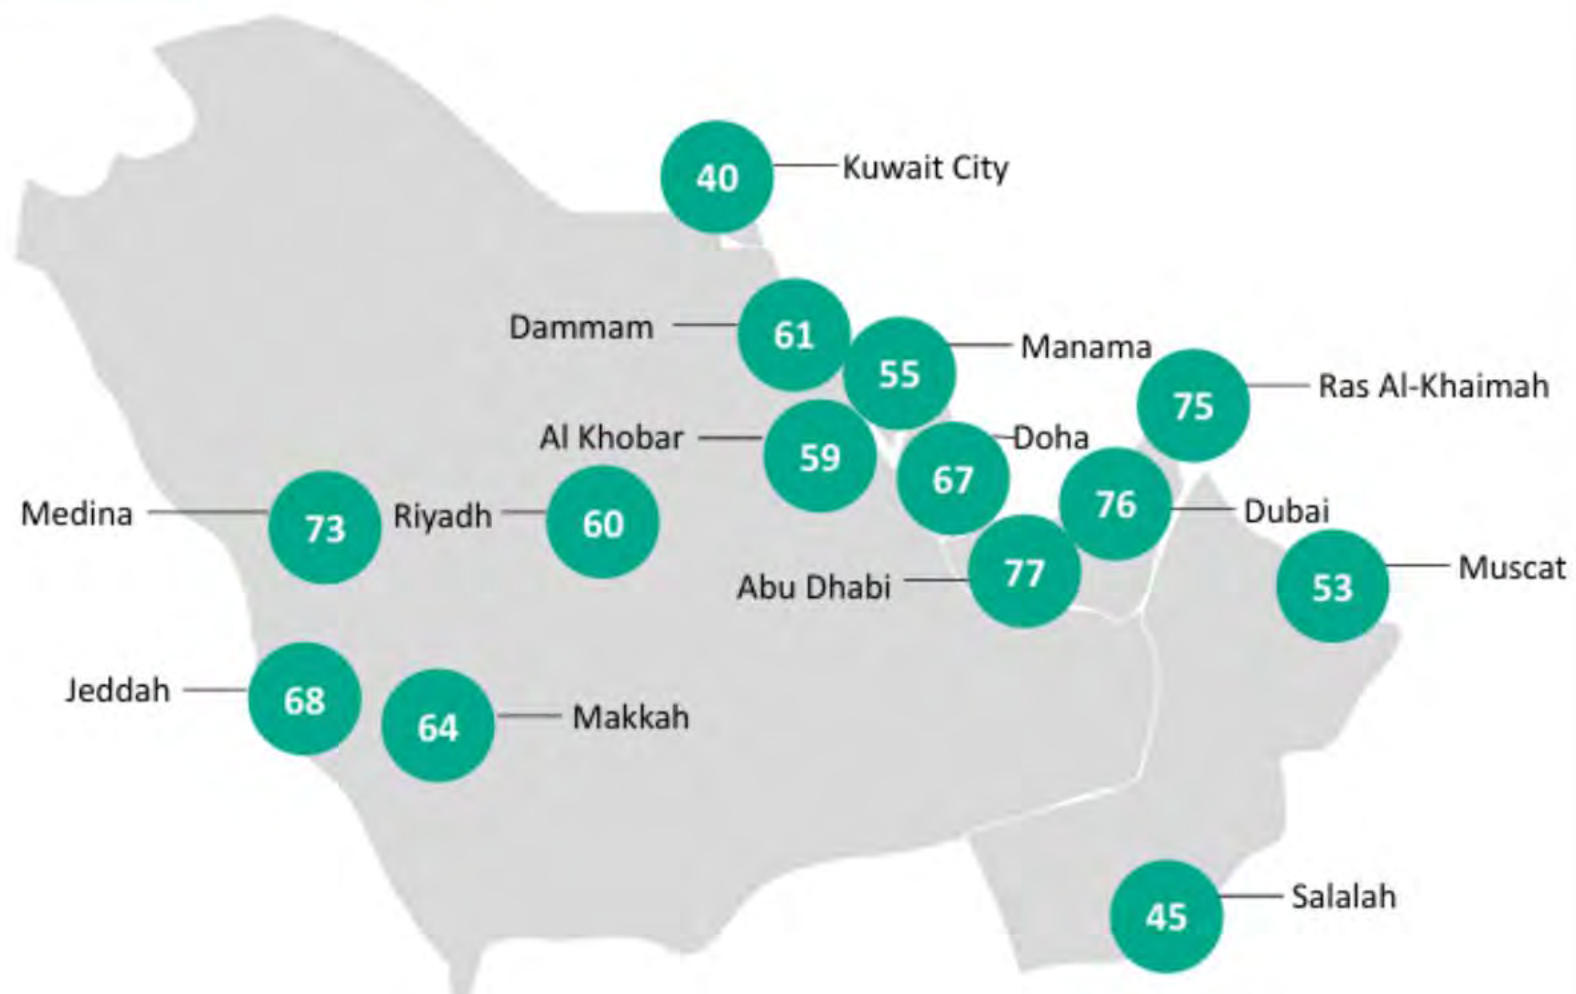 40
Kuwait City
Dammam
61
55
Manama
75
Ras Al-Khaimah
Al Khobar
59
67
Doha
76
Dubai
Medina
73
Riyadh
60
Abu Dhabi
77
53
Muscat
Jeddah
68
64
Makkah
45
Salalah